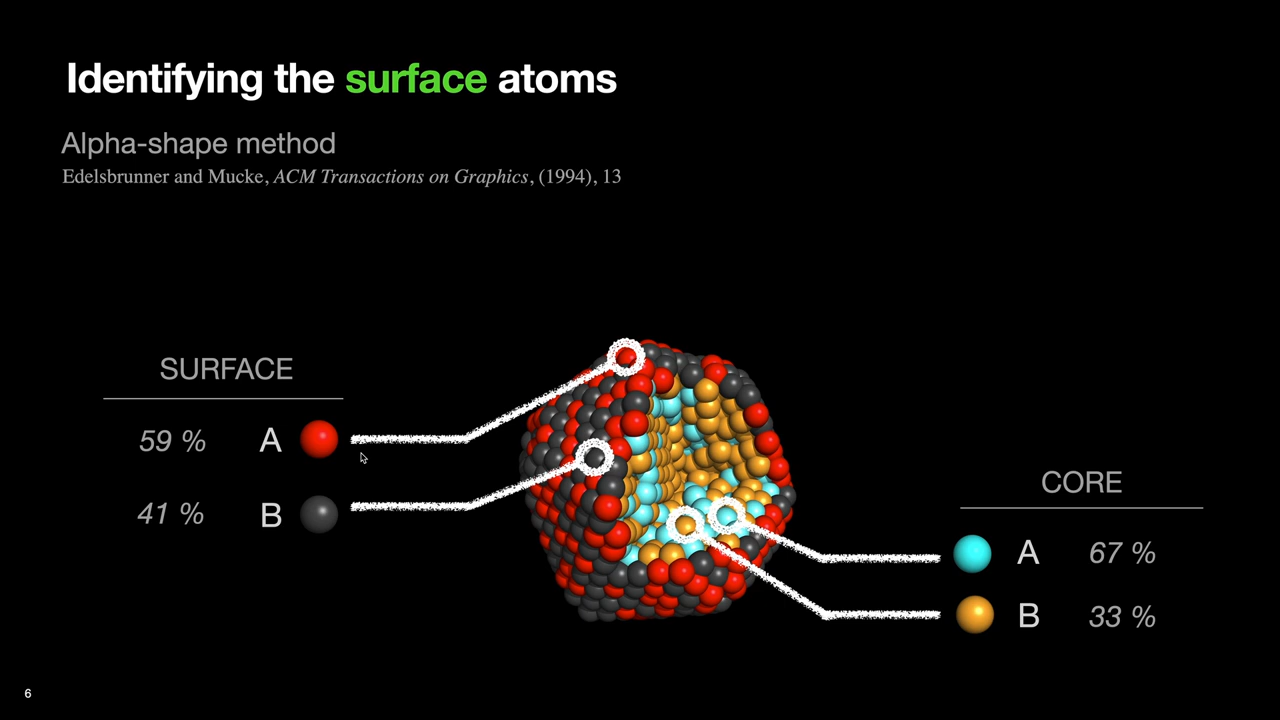 Identifying the surface atoms
Alpha-shape method
Edelsbrunner and Mucke, ACM Transactions on Graphics, (1994), 13
SURFACE
59 % A
41 % B
CORE
A 67 %
B 33 %
6